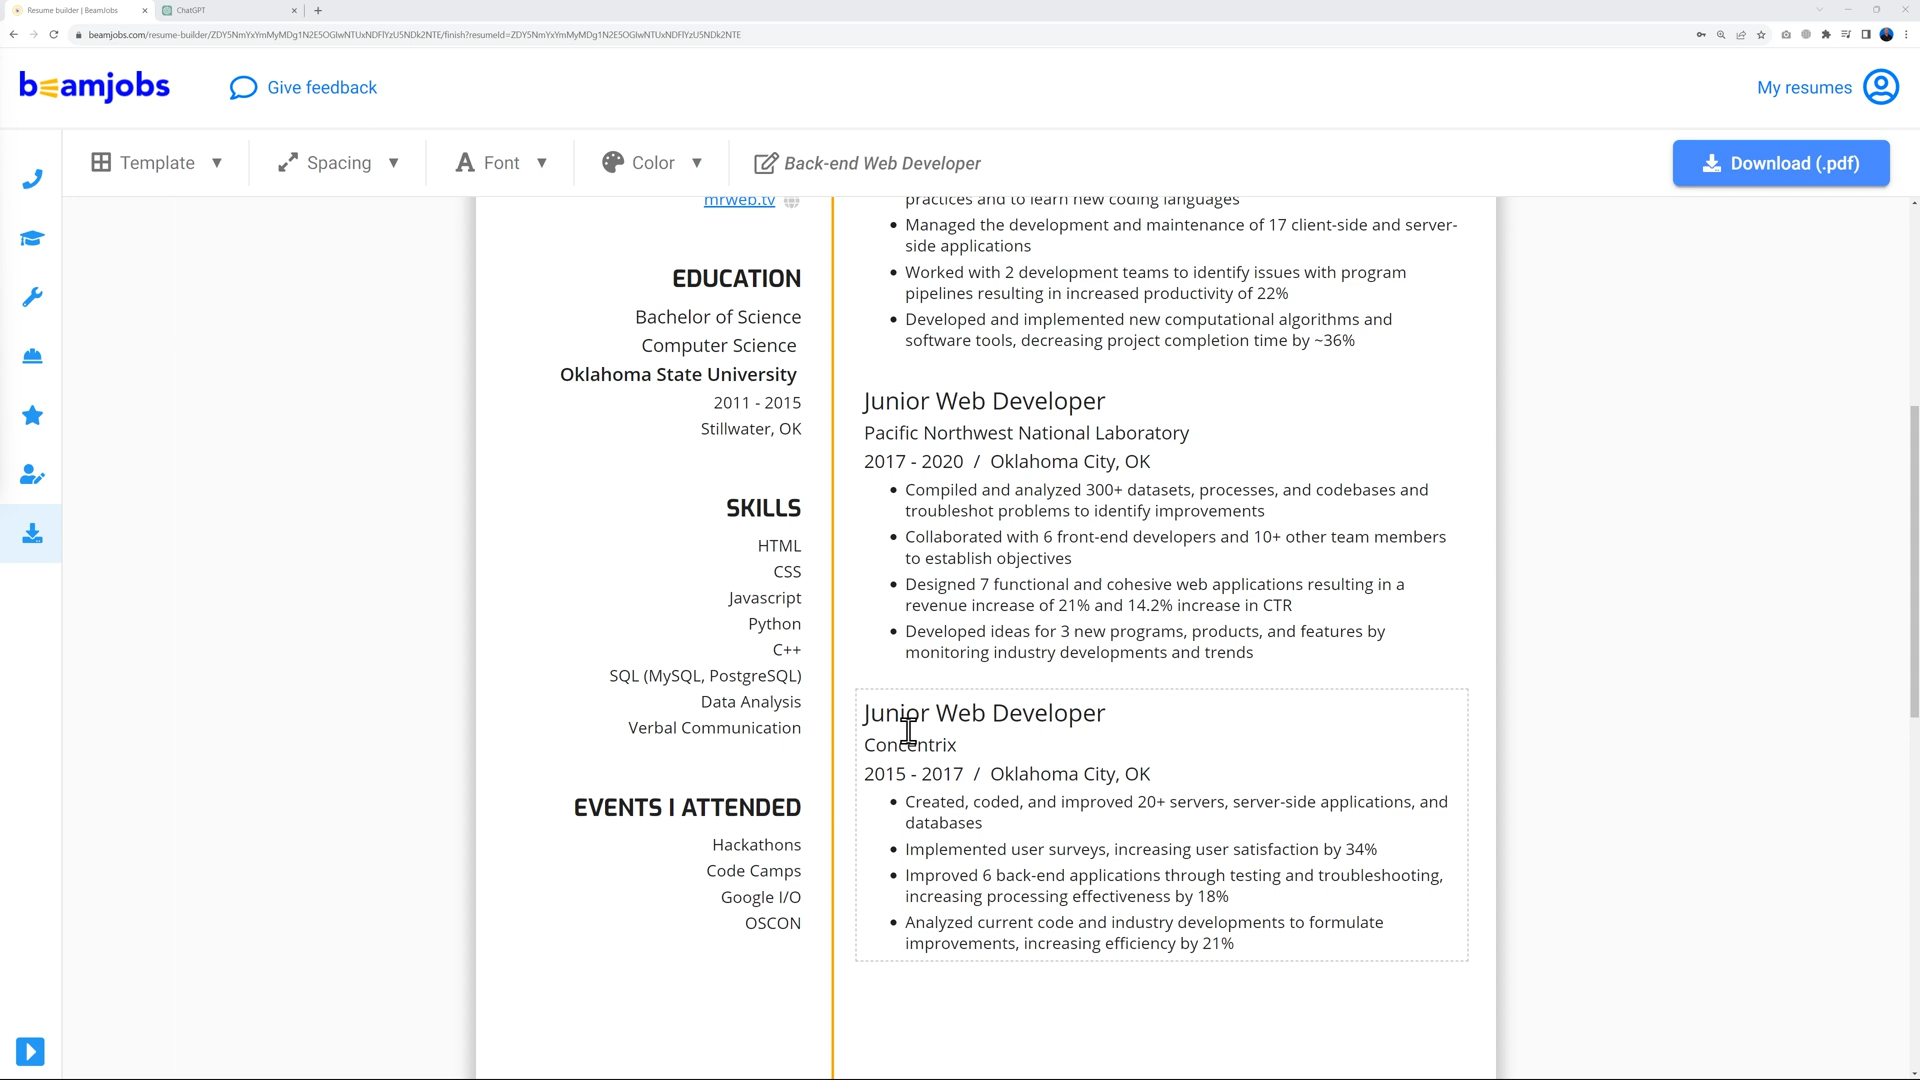 Resume builder | BeamJobs
ChatGPT
beamjobs.com/resume-builder/ZDY5NmYxYmMyMDg1N2E5OGIwNTUxNDFlYzU5NDk2NTE/finish?resumeId=ZDY5NmYxYmMyMDg1N2E5OGIwNTUxNDFlYzU5NDk2NTE
beamjobs
Give feedback
My resumes
Template
Spacing
Font
Color
Back-end Web Developer
Download (.pdf)
mrweb.tv
EDUCATION
Bachelor of Science
Computer Science
Oklahoma State University
2011 - 2015
Stillwater, OK
SKILLS
HTML
CSS
Javascript
Python
C++
SQL (MySQL, PostgreSQL)
Data Analysis
Verbal Communication
EVENTS I ATTENDED
Hackathons
Code Camps
Google I/O
OSCON
practices and to learn new coding languages
• Managed the development and maintenance of 17 client-side and server-
side applications
• Worked with 2 development teams to identify issues with program
pipelines resulting in increased productivity of 22%
• Developed and implemented new computational algorithms and
software tools, decreasing project completion time by ~36%
Junior Web Developer
Pacific Northwest National Laboratory
2017 - 2020 / Oklahoma City, OK
• Compiled and analyzed 300+ datasets, processes, and codebases and
troubleshot problems to identify improvements
• Collaborated with 6 front-end developers and 10+ other team members
to establish objectives
• Designed 7 functional and cohesive web applications resulting in a
revenue increase of 21% and 14.2% increase in CTR
• Developed ideas for 3 new programs, products, and features by
monitoring industry developments and trends
Junior Web Developer
Concentrix
2015 - 2017 / Oklahoma City, OK
• Created, coded, and improved 20+ servers, server-side applications, and
databases
• Implemented user surveys, increasing user satisfaction by 34%
• Improved 6 back-end applications through testing and troubleshooting,
increasing processing effectiveness by 18%
• Analyzed current code and industry developments to formulate
improvements, increasing efficiency by 21%